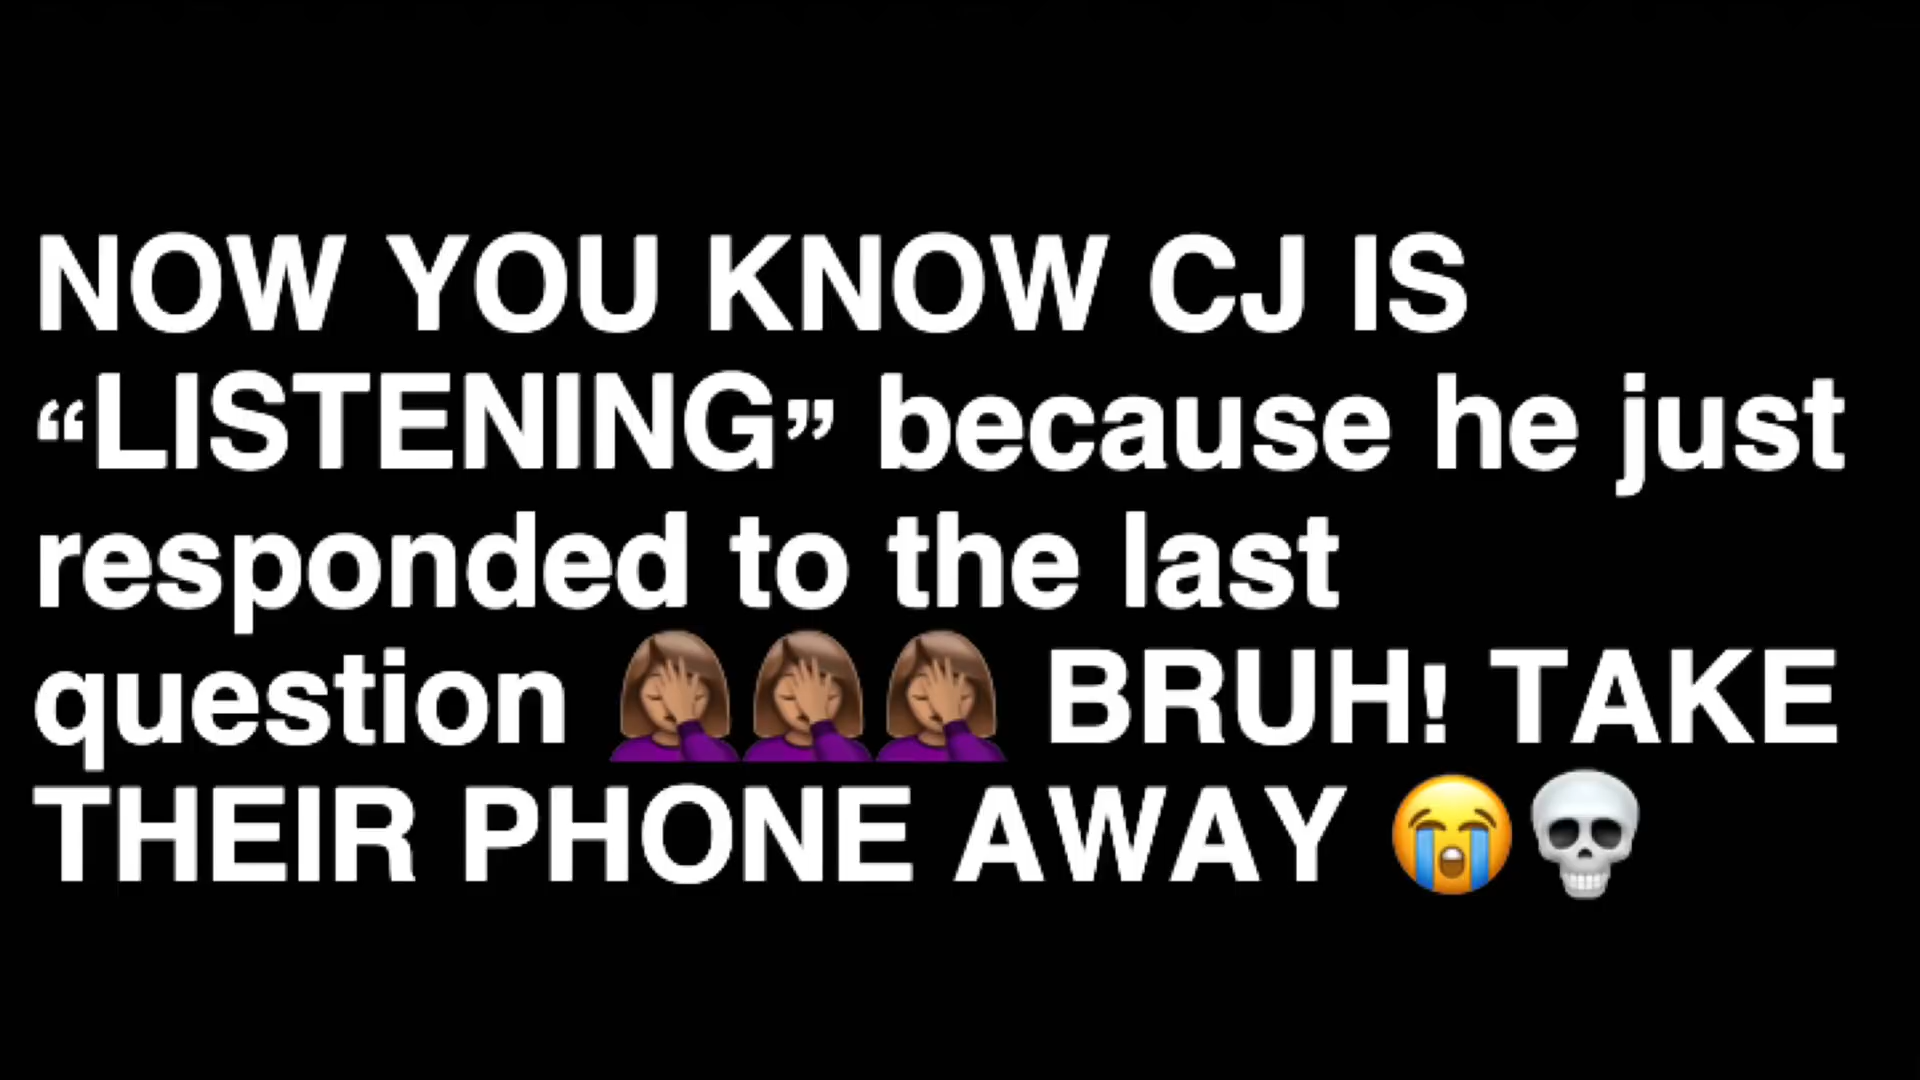 NOW YOU KNOW CJ IS
“LISTENING” because he just
responded to the last
question 🤦🏽‍♀️🤦🏽‍♀️🤦🏽‍♀️ BRUH! TAKE
THEIR PHONE AWAY 😭💀